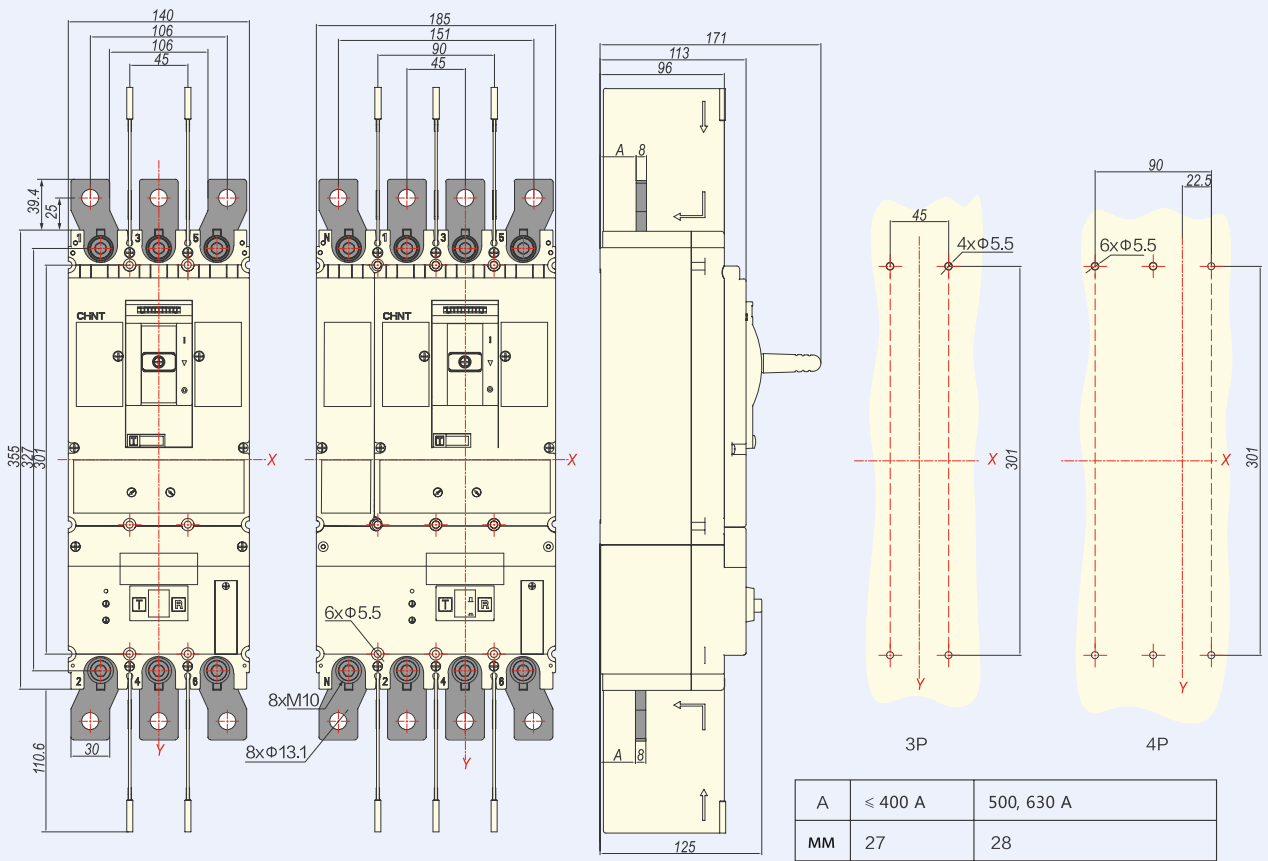 140
106
106
45
39.4
25
1 3 5
CHNT
I
T
355
327
301
X
T R
2 4 6
30
Y
110.6
185
151
90
45
N 1 3 5
CHNT
I
T
X
T R
6xΦ5.5
N 2 4 6
8xM10
8xΦ13.1
Y
171
113
96
A 8
A 8
125
45
4xΦ5.5
X
301
Y
3P
90
22.5
6xΦ5.5
X
301
Y
4P
A ≤ 400 A 500, 630 A
мм 27 28